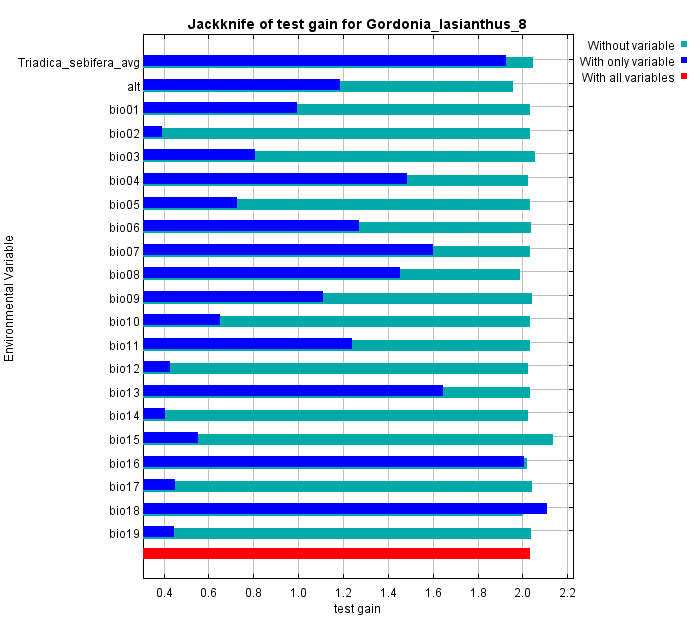 Jackknife of test gain for Gordonia_lasianthus_8
Without variable
With only variable
With all variables
Environmental Variable
Triadica_sebifera_avg
alt
bio01
bio02
bio03
bio04
bio05
bio06
bio07
bio08
bio09
bio10
bio11
bio12
bio13
bio14
bio15
bio16
bio17
bio18
bio19
0.4 0.6 0.8 1.0 1.2 1.4 1.6 1.8 2.0 2.2
test gain